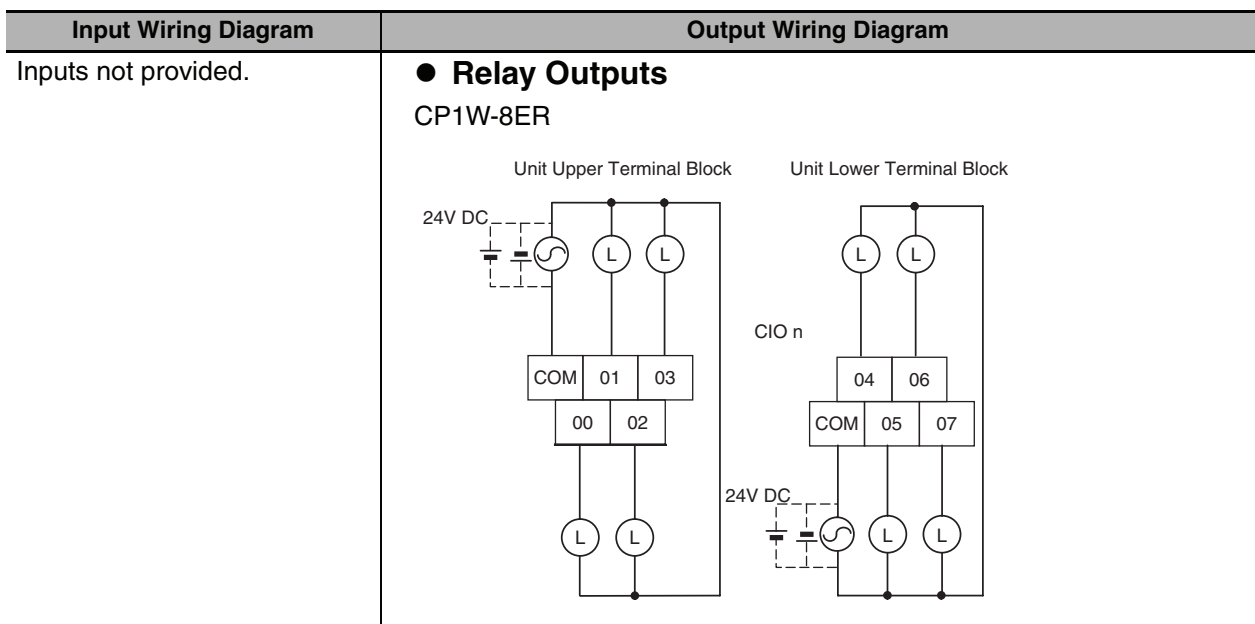 Input Wiring Diagram
Output Wiring Diagram
Inputs not provided.
● Relay Outputs
CP1W-8ER
Unit Upper Terminal Block
24V DC
L
L
COM 01 03
00 02
L
L
Unit Lower Terminal Block
L
L
CIO n
04 06
COM 05 07
24V DC
L
L